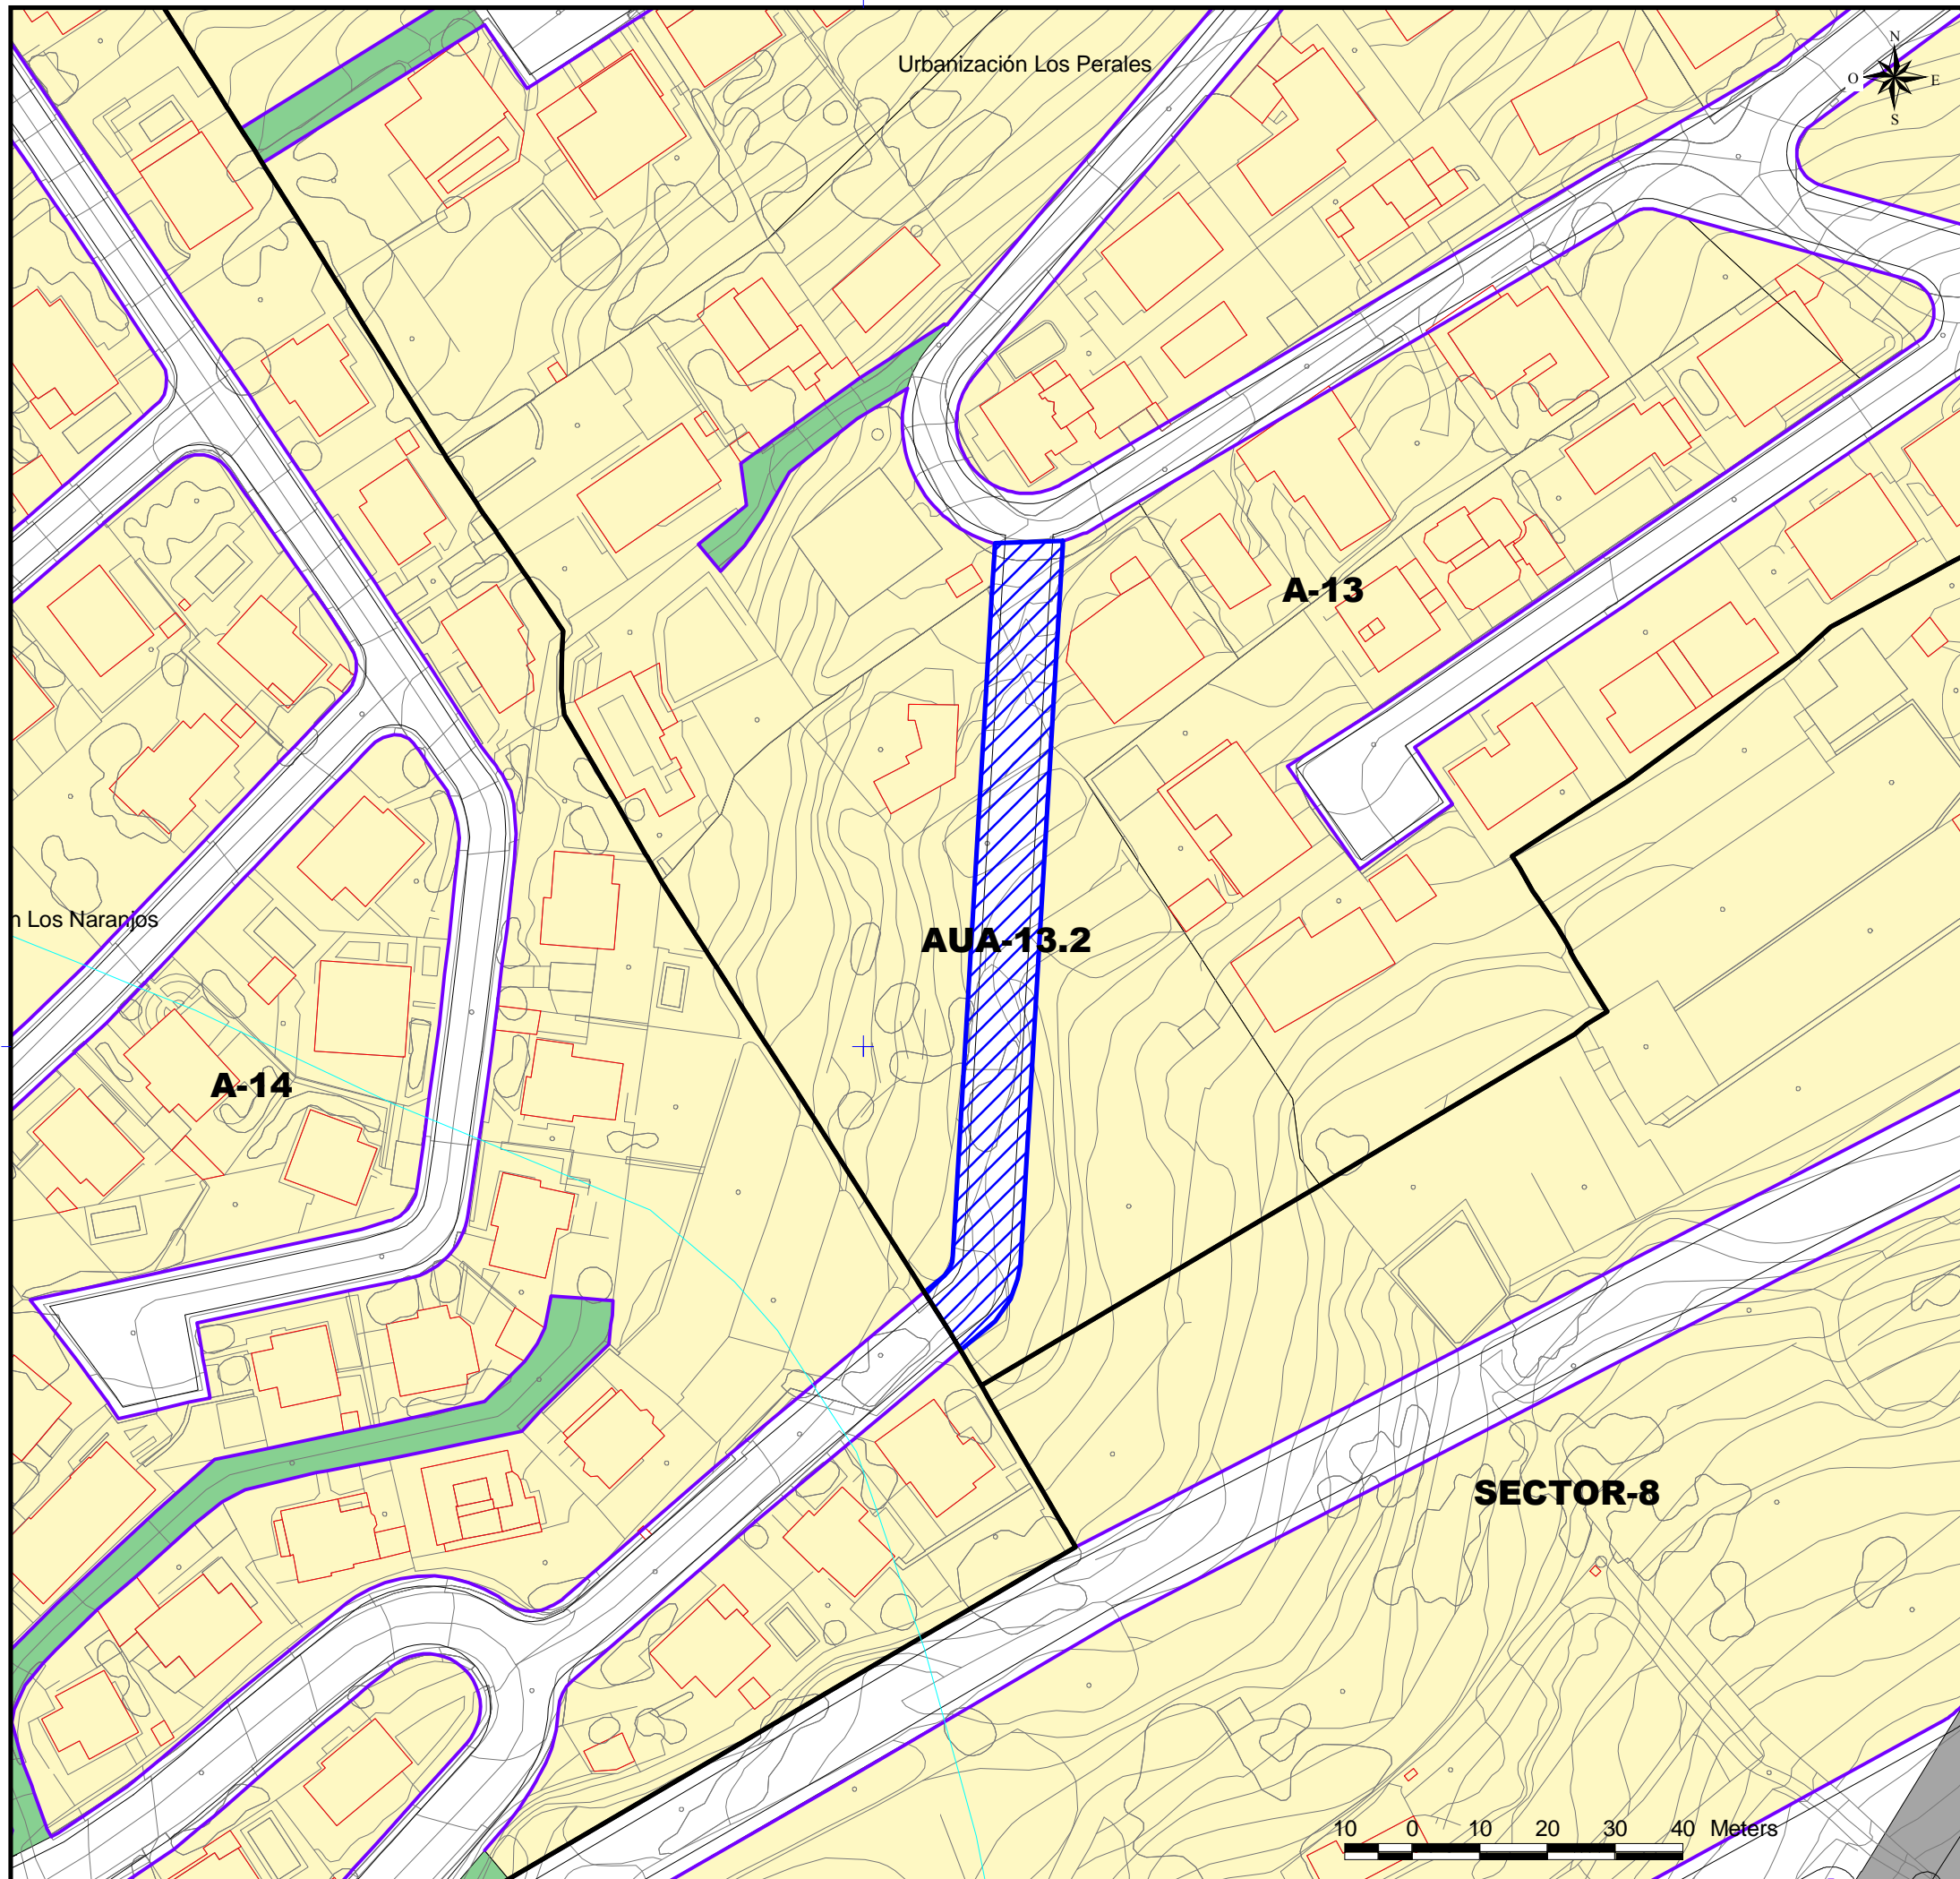 Urbanización Los Perales
N
O E
S
A-13
n Los Naranjos
AUA-13.2
A-14
SECTOR-8
10 0 10 20 30 40 Meters